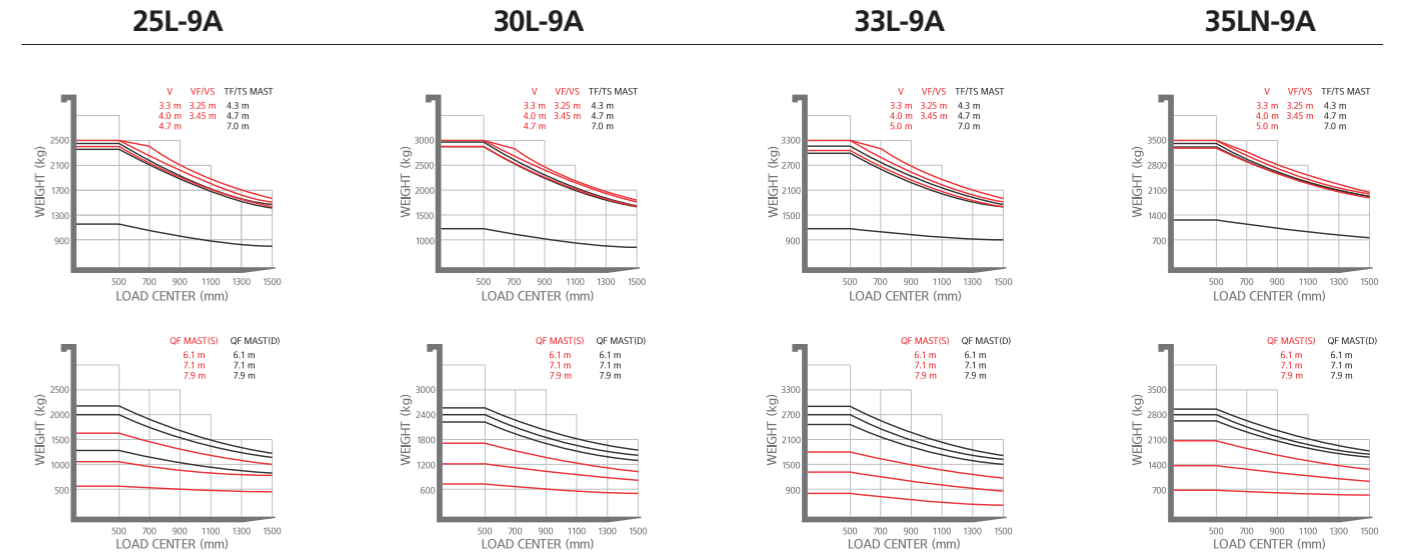 25L-9A
30L-9A
33L-9A
35LN-9A
V VF/VS TF/TS MAST
3.3 m 3.25 m 4.3 m
4.0 m 3.45 m 4.7 m
4.7 m 7.0 m
WEIGHT (kg)
2500
2100
1700
1300
900
500 700 900 1100 1300 1500
LOAD CENTER (mm)
V VF/VS TF/TS MAST
3.3 m 3.25 m 4.3 m
4.0 m 3.45 m 4.7 m
4.7 m 7.0 m
WEIGHT (kg)
3000
2500
2000
1500
1000
500 700 900 1100 1300 1500
LOAD CENTER (mm)
V VF/VS TF/TS MAST
3.3 m 3.25 m 4.3 m
4.0 m 3.45 m 4.7 m
5.0 m 7.0 m
WEIGHT (kg)
3300
2700
2100
1500
900
500 700 900 1100 1300 1500
LOAD CENTER (mm)
V VF/VS TF/TS MAST
3.3 m 3.25 m 4.3 m
4.0 m 3.45 m 4.7 m
5.0 m 7.0 m
WEIGHT (kg)
3500
2800
2100
1400
700
500 700 900 1100 1300 1500
LOAD CENTER (mm)
QF MAST(S) QF MAST(D)
6.1 m 6.1 m
7.1 m 7.1 m
7.9 m 7.9 m
WEIGHT (kg)
2500
2000
1500
1000
500
500 700 900 1100 1300 1500
LOAD CENTER (mm)
QF MAST(S) QF MAST(D)
6.1 m 6.1 m
7.1 m 7.1 m
7.9 m 7.9 m
WEIGHT (kg)
3000
2400
1800
1200
600
500 700 900 1100 1300 1500
LOAD CENTER (mm)
QF MAST(S) QF MAST(D)
6.1 m 6.1 m
7.1 m 7.1 m
7.9 m 7.9 m
WEIGHT (kg)
3300
2700
2100
1500
900
500 700 900 1100 1300 1500
LOAD CENTER (mm)
QF MAST(S) QF MAST(D)
6.1 m 6.1 m
7.1 m 7.1 m
7.9 m 7.9 m
WEIGHT (kg)
3500
2800
2100
1400
700
500 700 900 1100 1300 1500
LOAD CENTER (mm)